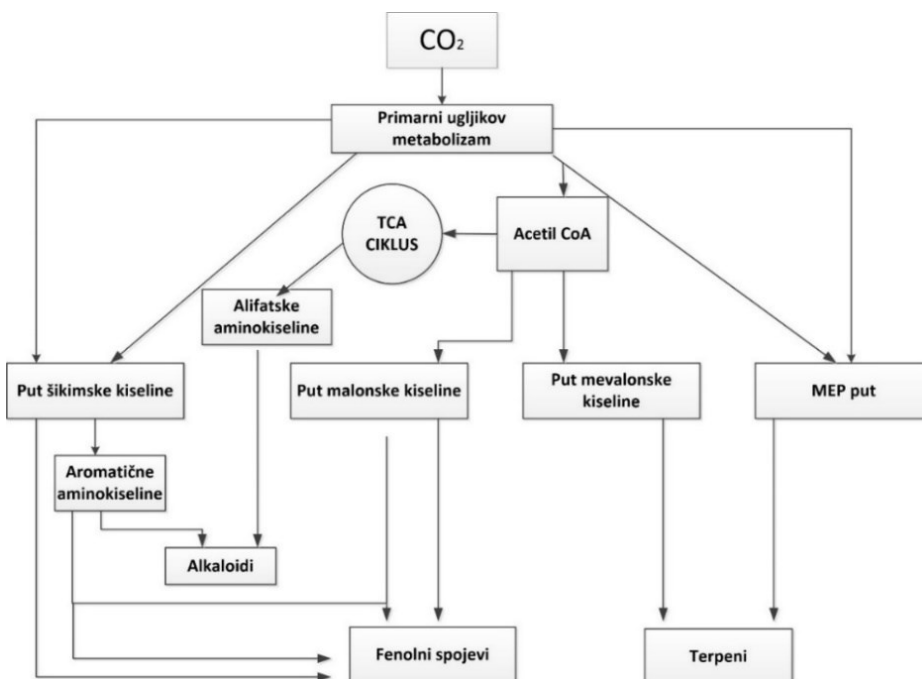 CO₂
Primarni ugljikov
metabolizam
TCA
CIKLUS
Acetil CoA
Alifatske
aminokiseline
Put šikimske kiseline
Put malonske kiseline
Put mevalonske
kiseline
MEP put
Aromatične
aminokiseline
Alkaloidi
Fenolni spojevi
Terpeni